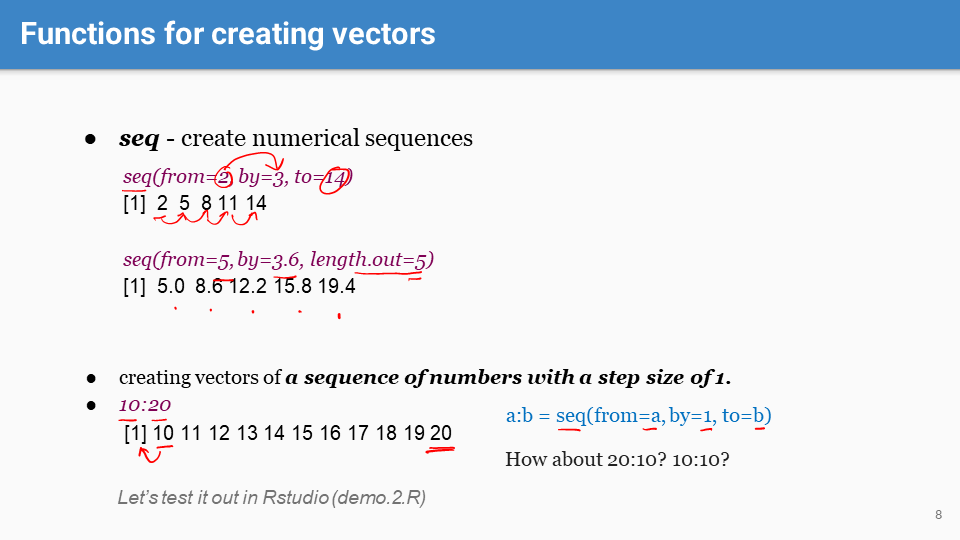 Functions for creating vectors
● seq - create numerical sequences
seq(from=2, by=3, to=14)
[1] 2 5 8 11 14
seq(from=5, by=3.6, length.out=5)
[1] 5.0 8.6 12.2 15.8 19.4
● creating vectors of a sequence of numbers with a step size of 1.
● 10:20
[1] 10 11 12 13 14 15 16 17 18 19 20
a:b = seq(from=a, by=1, to=b)
How about 20:10? 10:10?
Let's test it out in Rstudio (demo.2.R)
8